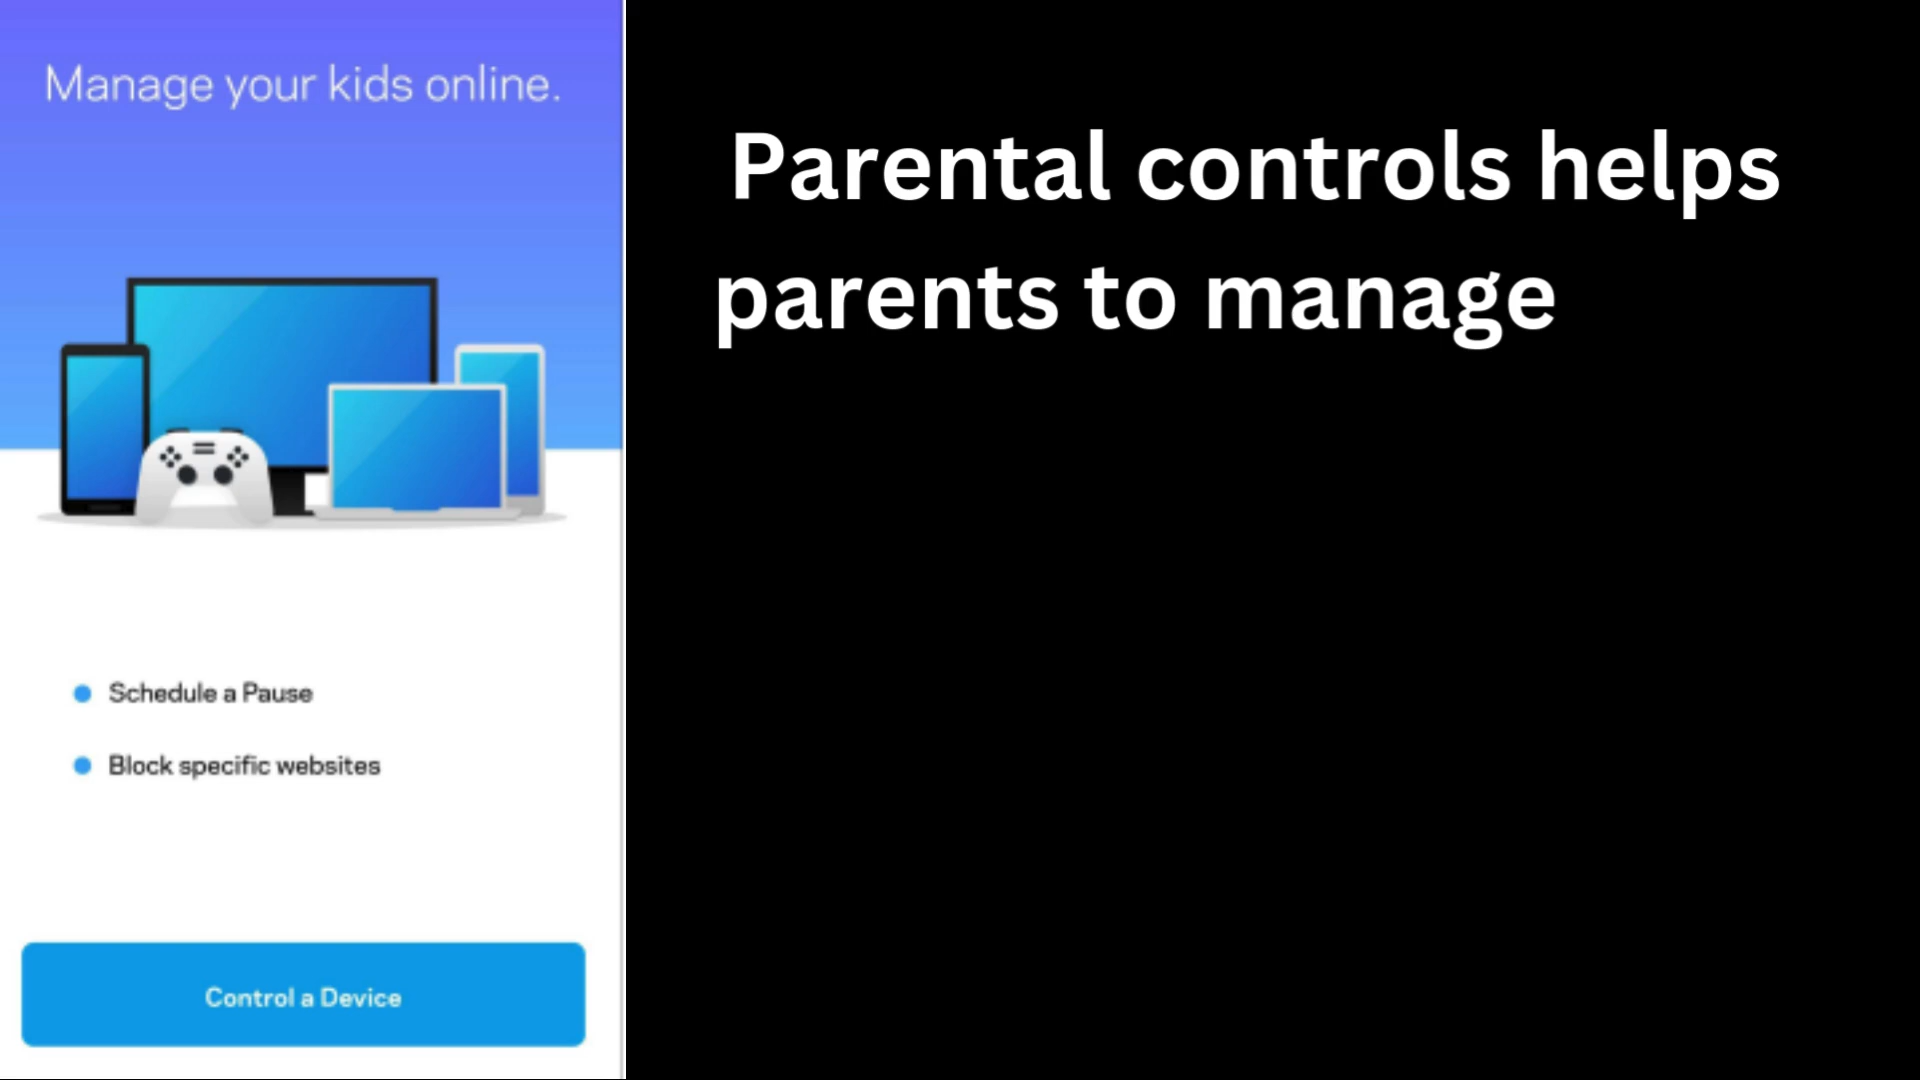 Manage your kids online.
Schedule a Pause
Block specific websites
Control a Device
Parental controls helps
parents to manage